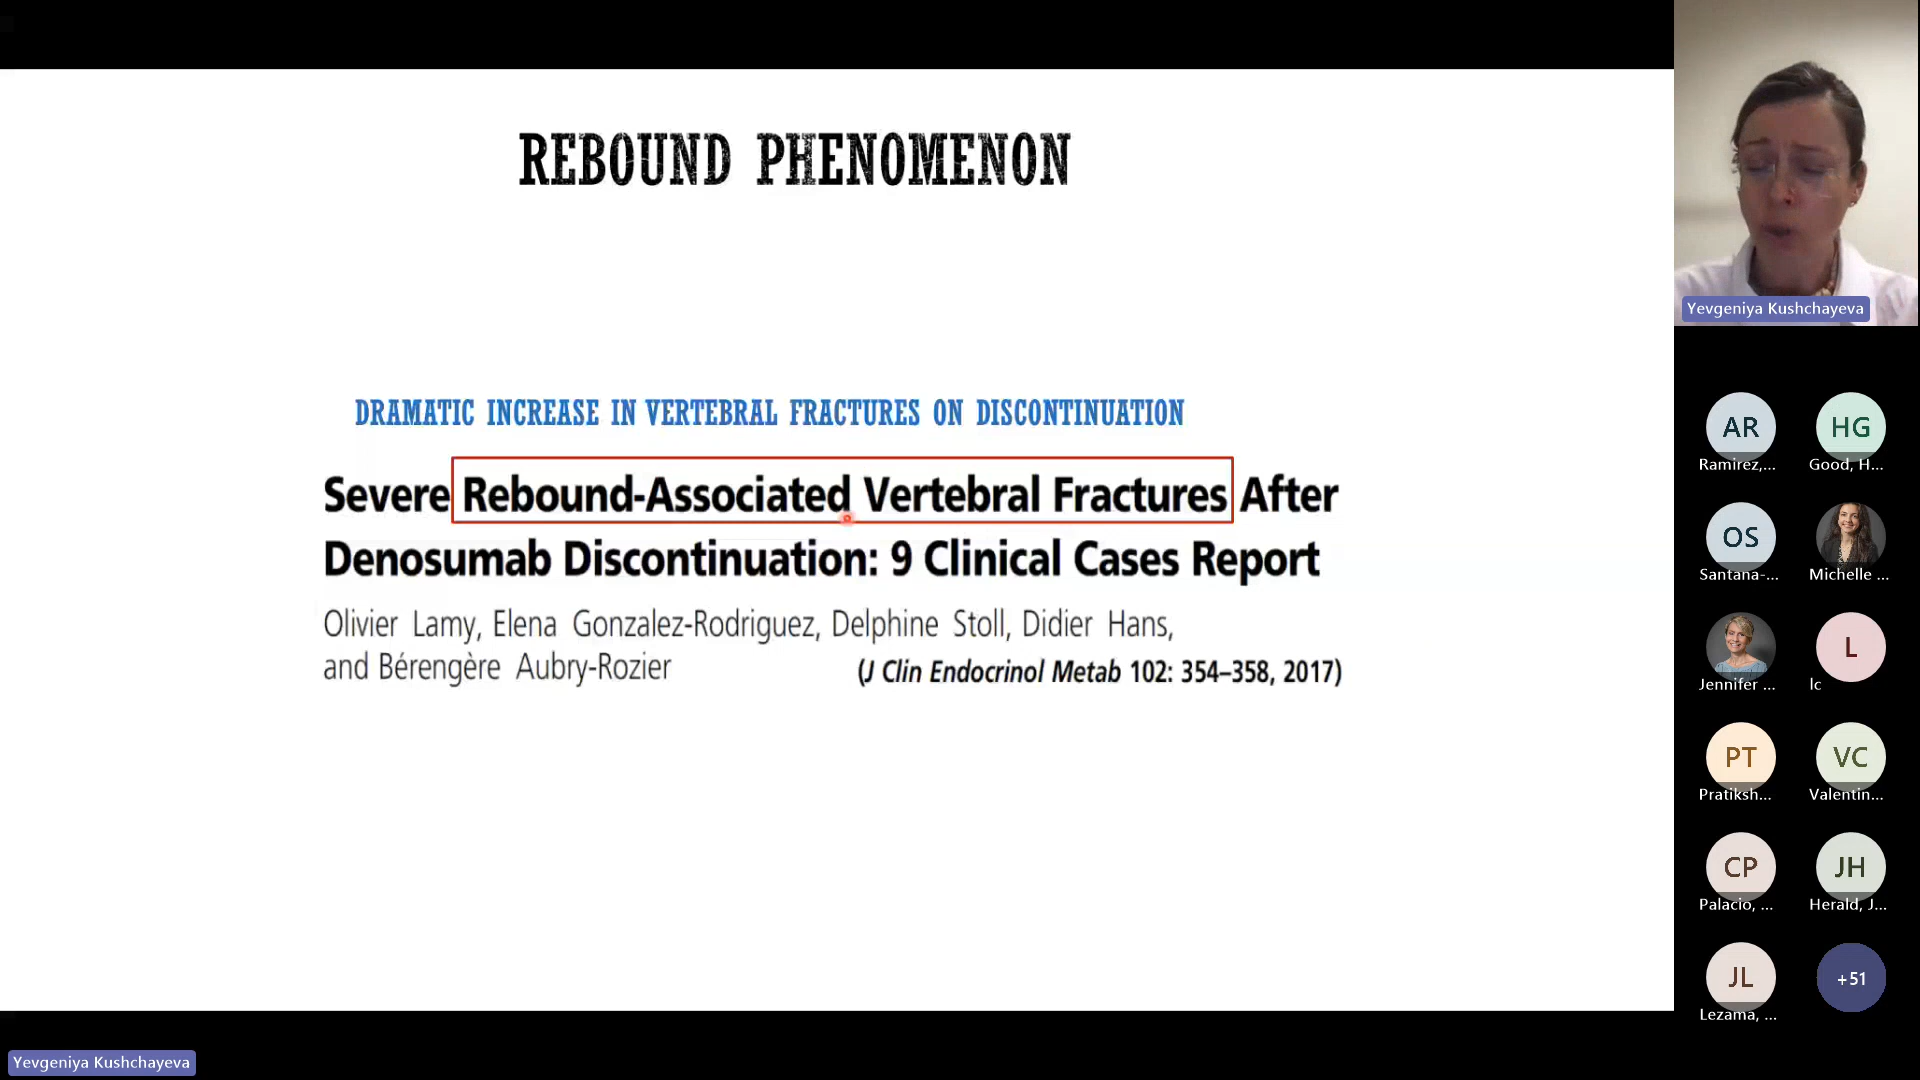 REBOUND PHENOMENON
DRAMATIC INCREASE IN VERTEBRAL FRACTURES ON DISCONTINUATION
Severe Rebound-Associated Vertebral Fractures After
Denosumab Discontinuation: 9 Clinical Cases Report
Olivier Lamy, Elena Gonzalez-Rodriguez, Delphine Stoll, Didier Hans,
and Bérengère Aubry-Rozier
(J Clin Endocrinol Metab 102: 354–358, 2017)
Yevgeniya Kushchayeva
AR
HG
Ramirez,...
Good, H...
OS
Santana-...
Michelle ...
L
Jennifer ...
lc
PT
VC
Pratiksh...
Valentin...
CP
JH
Palacio, ...
Herald, J...
JL
+51
Lezama, ...
Yevgeniya Kushchayeva